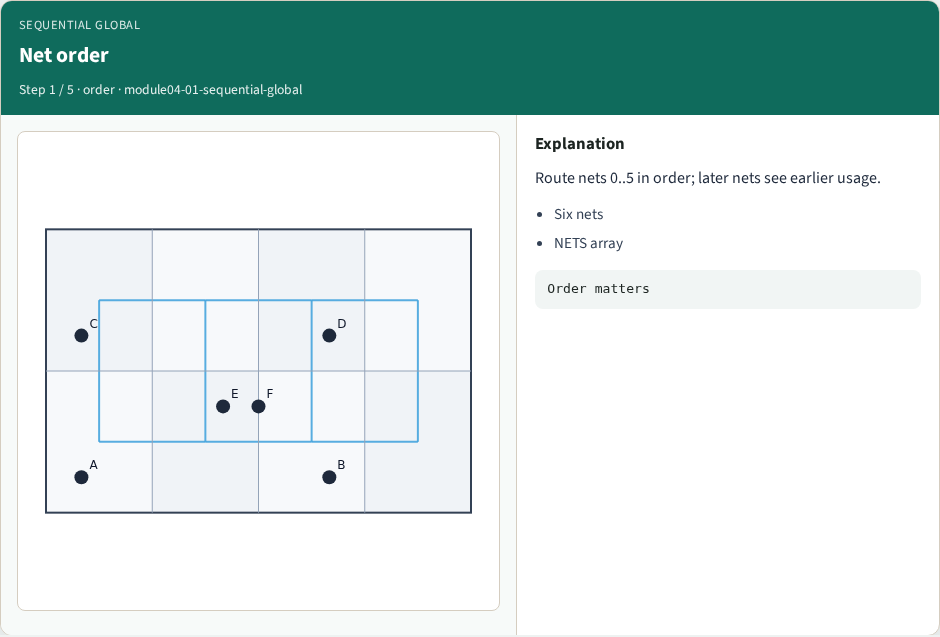 SEQUENTIAL GLOBAL
Net order
Step 1 / 5 · order · module04-01-sequential-global
C
D
E
F
A
B
Explanation
Route nets 0..5 in order; later nets see earlier usage.
• Six nets
• NETS array
Order matters